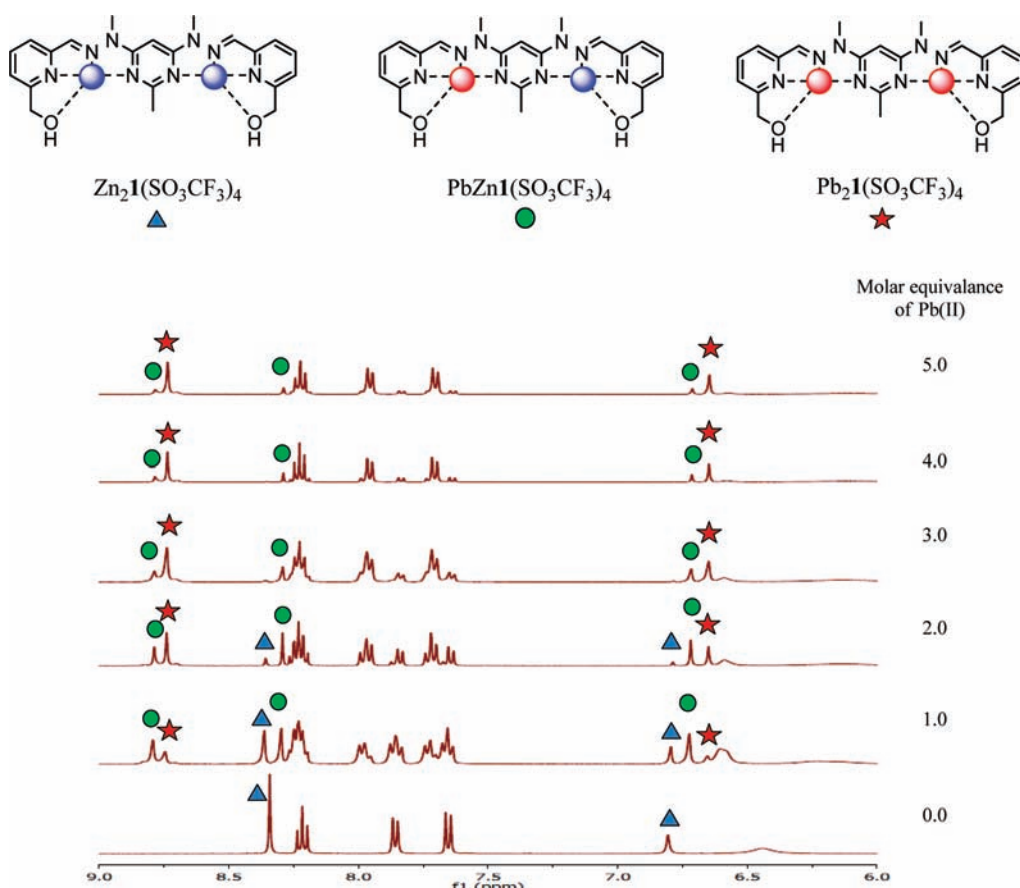 N N N N
N N N N
O H O H
N N N N
N N N N
O H O H
N N N N
N N N N
O H O H
Zn₂1(SO₃CF₃)₄
PbZn1(SO₃CF₃)₄
Pb₂1(SO₃CF₃)₄
Molar equivalance
of Pb(II)
5.0
4.0
3.0
2.0
1.0
0.0
9.0 8.5 8.0 7.5 7.0 6.5 6.0
f1 (ppm)